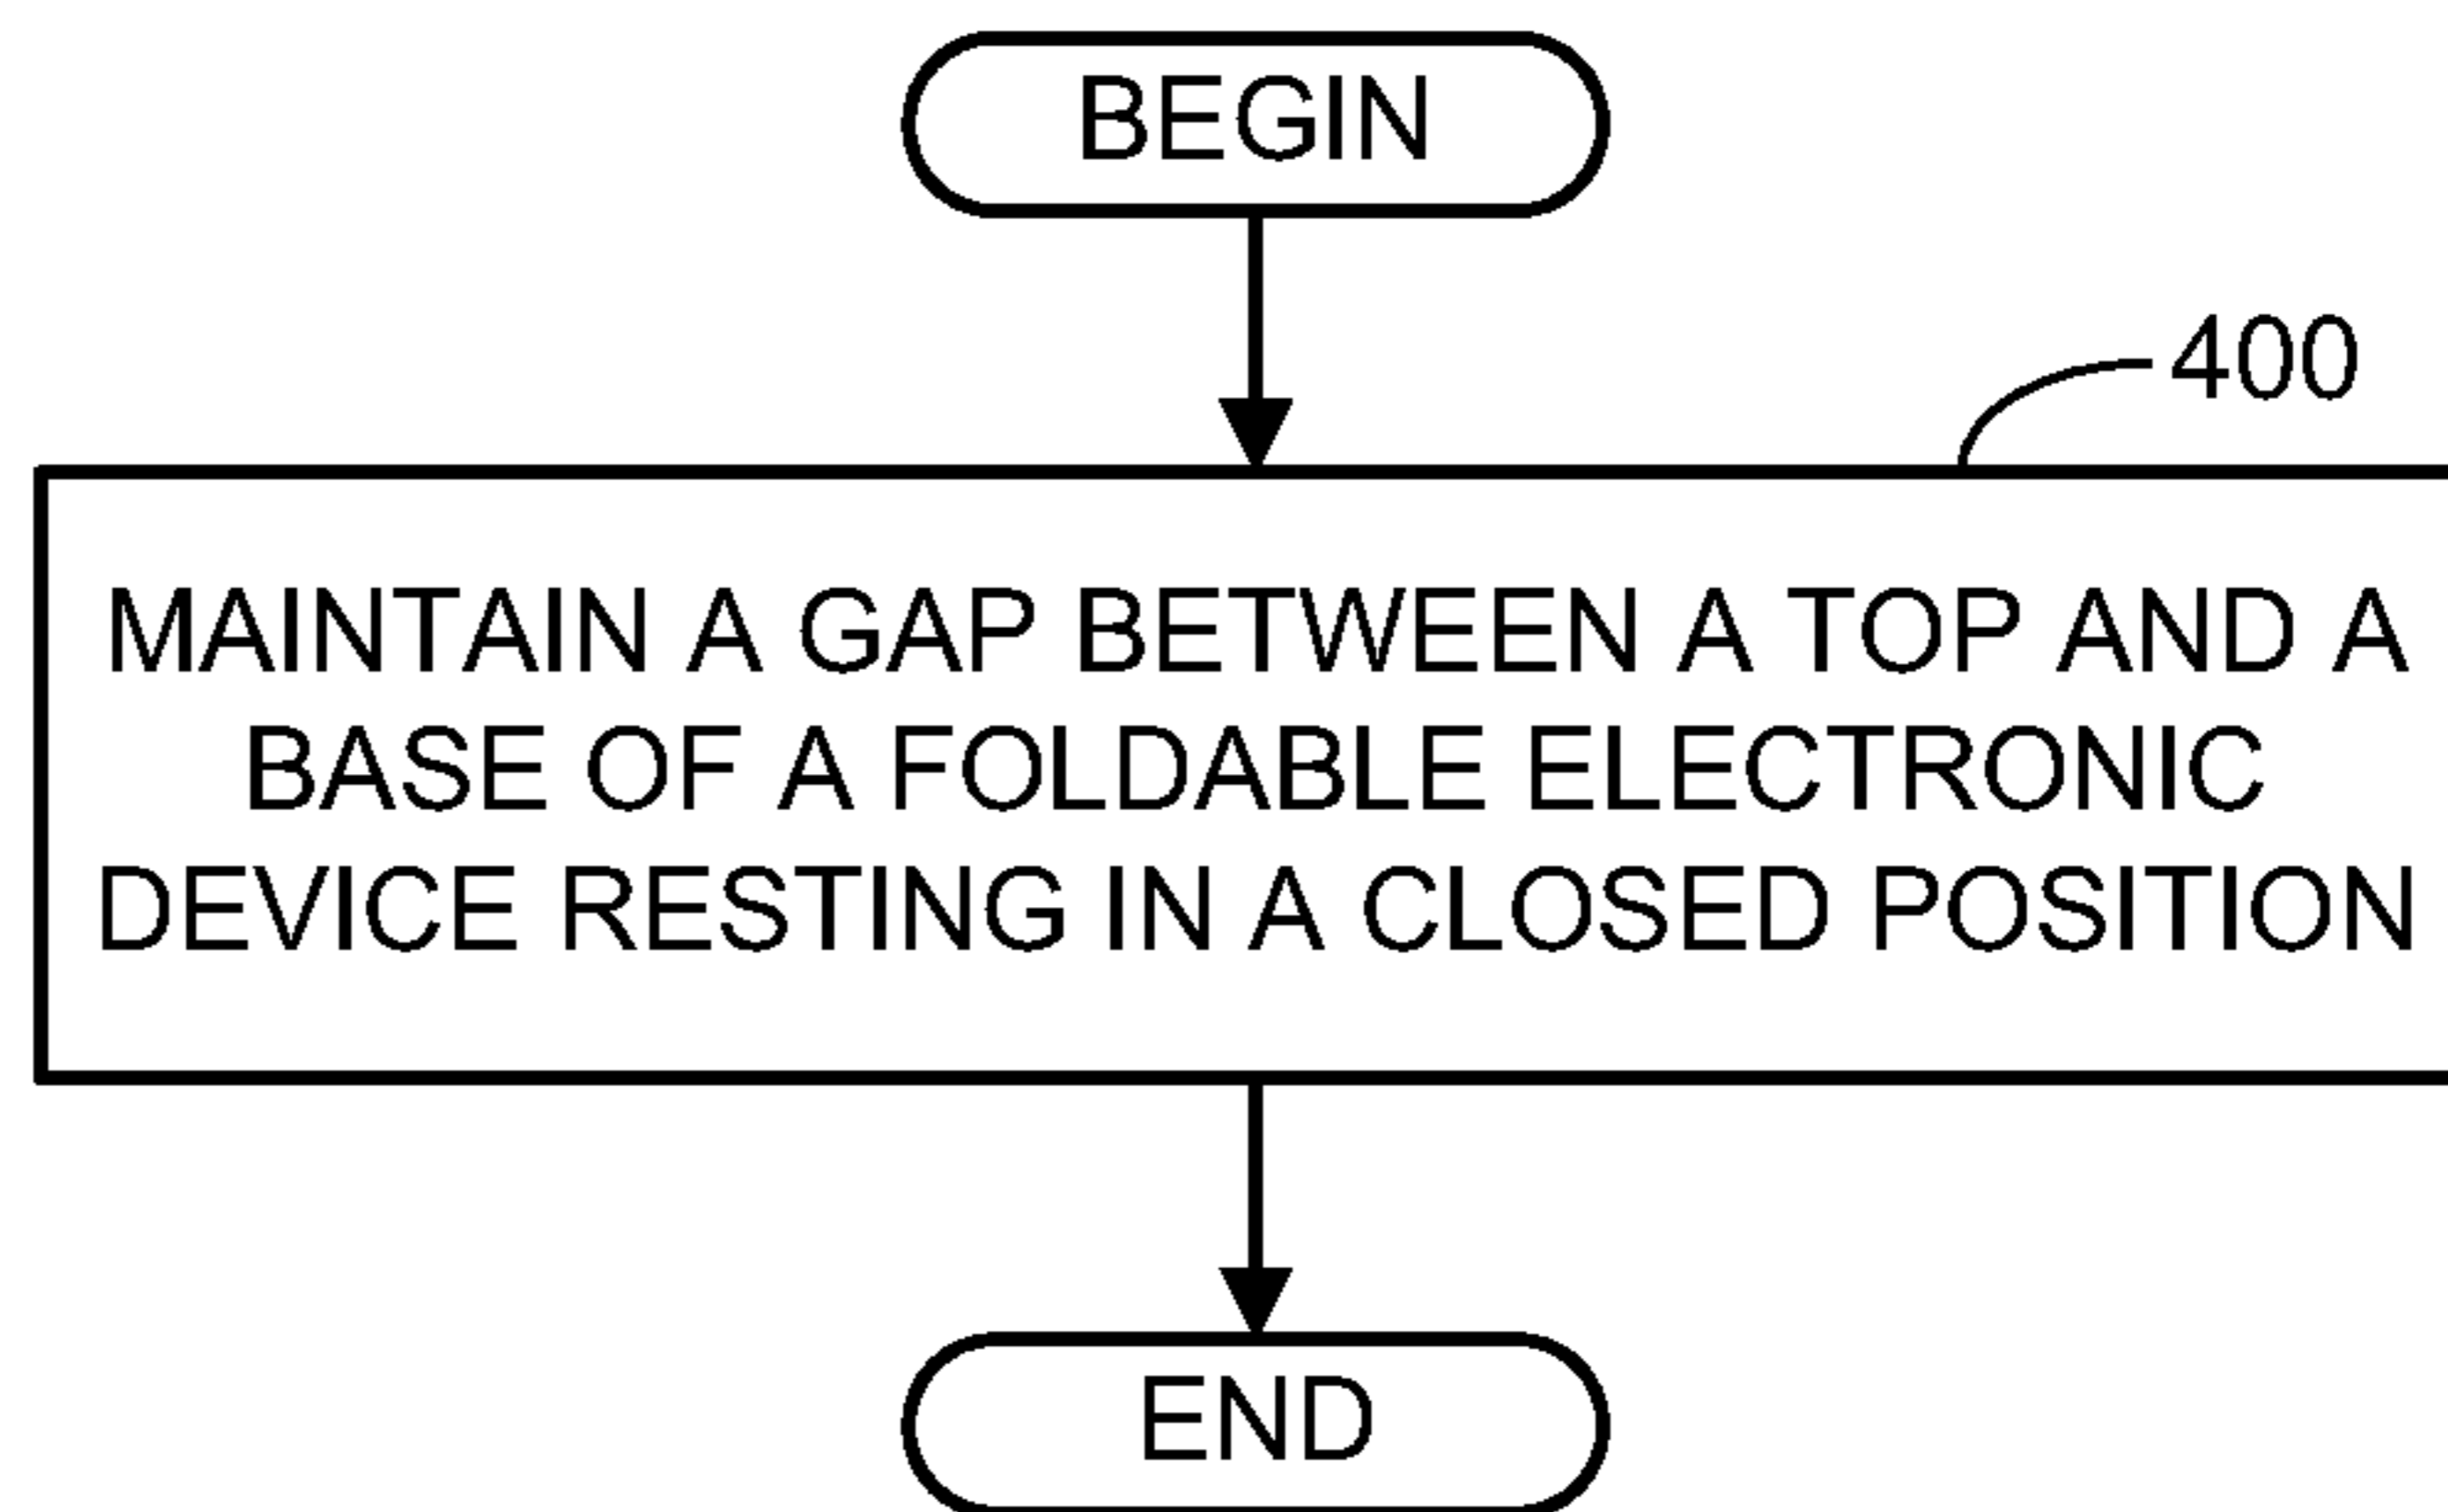 BEGIN
400
MAINTAIN A GAP BETWEEN A TOP AND A
BASE OF A FOLDABLE ELECTRONIC
DEVICE RESTING IN A CLOSED POSITION
END